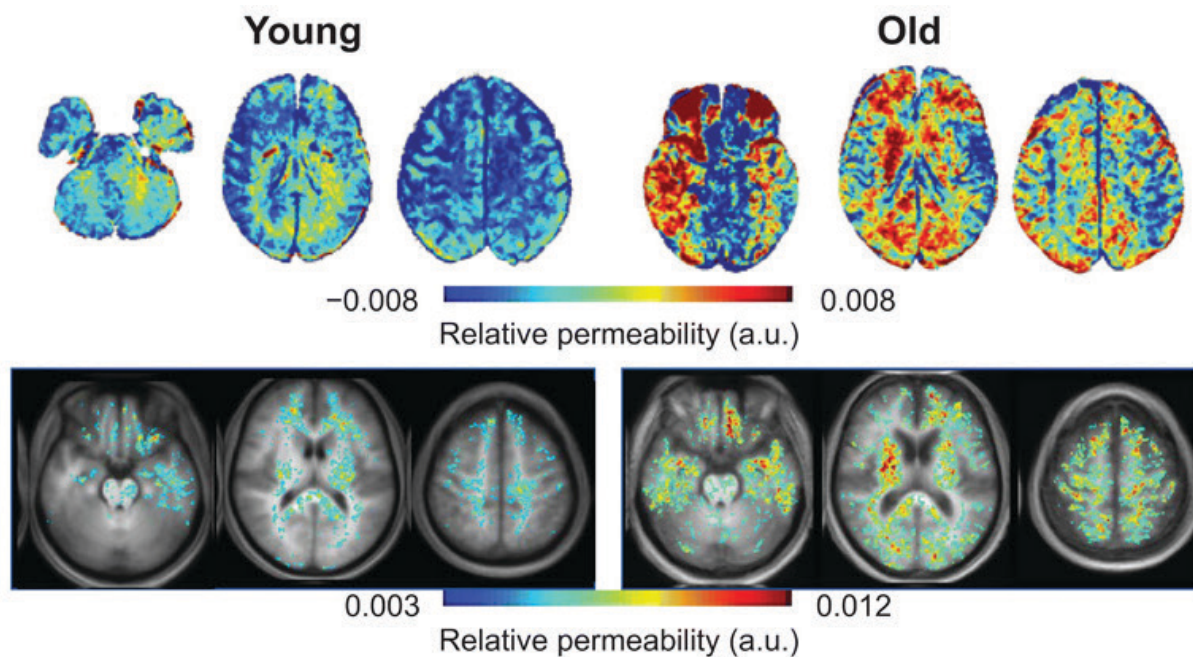 Young
Old
−0.008
0.008
Relative permeability (a.u.)
0.003
0.012
Relative permeability (a.u.)